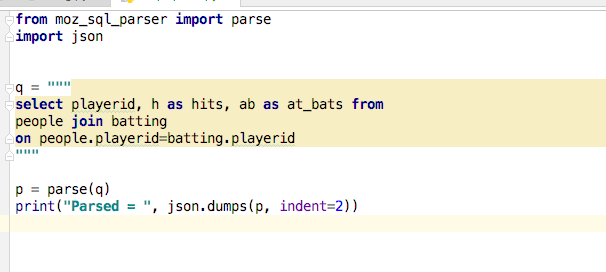 from moz_sql_parser import parse
import json
q = """
select playerid, h as hits, ab as at_bats from
people join batting
on people.playerid=batting.playerid
"""
p = parse(q)
print("Parsed = ", json.dumps(p, indent=2))